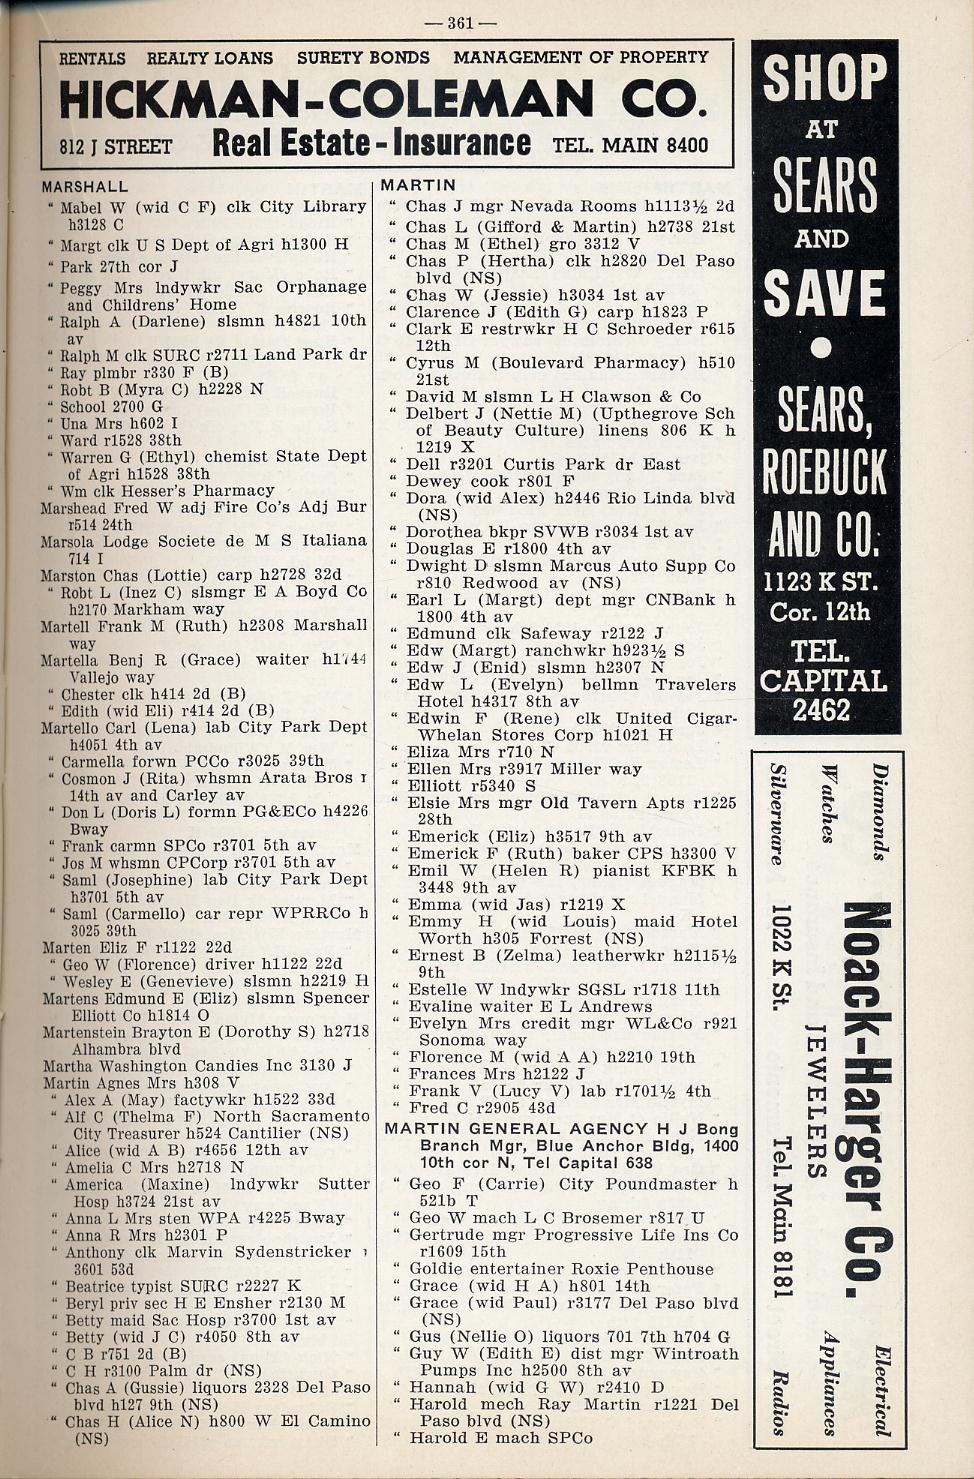 — 361 —
RENTALS REALTY LOANS SURETY BONDS MANAGEMENT OF PROPERTY
HICKMAN-COLEMAN CO.
812 J STREET Real Estate - Insurance TEL. MAIN 8400
MARSHALL
" Mabel W (wid C F) clk City Library
h3128 C
" Margt clk U S Dept of Agri h1300 H
" Park 27th cor J
" Peggy Mrs lndywkr Sac Orphanage
and Childrens' Home
" Ralph A (Darlene) slsmn h4821 10th
av
" Ralph M clk SURC r2711 Land Park dr
" Ray plmbr r330 F (B)
" Robt B (Myra C) h2228 N
" School 2700 G
" Una Mrs h602 I
" Ward r1528 38th
" Warren G (Ethyl) chemist State Dept
of Agri h1528 38th
" Wm clk Hesser's Pharmacy
Marshead Fred W adj Fire Co's Adj Bur
r514 24th
Marsola Lodge Societe de M S Italiana
714 I
Marston Chas (Lottie) carp h2728 32d
" Robt L (Inez C) slsmgr E A Boyd Co
h2170 Markham way
Martell Frank M (Ruth) h2308 Marshall
way
Martella Benj R (Grace) waiter h1744
Vallejo way
" Chester clk h414 2d (B)
" Edith (wid Eli) r414 2d (B)
Martello Carl (Lena) lab City Park Dept
h4051 4th av
" Carmella forwn PCCo r3025 39th
" Cosmon J (Rita) whsmn Arata Bros r
14th av and Carley av
" Don L (Doris L) formn PG&ECo h4226
Bway
" Frank carmn SPCo r3701 5th av
" Jos M whsmn CPCorp r3701 5th av
" Saml (Josephine) lab City Park Dept
h3701 5th av
" Saml (Carmello) car repr WPRRCo h
3025 39th
Marten Eliz F r1122 22d
" Geo W (Florence) driver h1122 22d
" Wesley E (Genevieve) slsmn h2219 H
Martens Edmund E (Eliz) slsmn Spencer
Elliott Co h1814 O
Martenstein Brayton E (Dorothy S) h2718
Alhambra blvd
Martha Washington Candies Inc 3130 J
Martin Agnes Mrs h308 V
" Alex A (May) factywkr h1522 33d
" Alf C (Thelma F) North Sacramento
City Treasurer h524 Cantilier (NS)
" Alice (wid A B) r4656 12th av
" Amelia C Mrs h2718 N
" America (Maxine) lndywkr Sutter
Hosp h3724 21st av
" Anna L Mrs sten WPA r4225 Bway
" Anna R Mrs h2301 P
" Anthony clk Marvin Sydenstricker
3601 53d
" Beatrice typist SURC r2227 K
" Beryl priv sec H E Ensher r2130 M
" Betty maid Sac Hosp r3700 1st av
" Betty (wid J C) r4050 8th av
" C B r751 2d (B)
" C H r3100 Palm dr (NS)
" Chas A (Gussie) liquors 2328 Del Paso
blvd h127 9th (NS)
" Chas H (Alice N) h800 W El Camino
(NS)
MARTIN
" Chas J mgr Nevada Rooms h1113½ 2d
" Chas L (Gifford & Martin) h2738 21st
" Chas M (Ethel) gro 3312 V
" Chas P (Hertha) clk h2820 Del Paso
blvd (NS)
" Chas W (Jessie) h3034 1st av
" Clarence J (Edith G) carp h1823 P
" Clark E restrwkr H C Schroeder r615
12th
" Cyrus M (Boulevard Pharmacy) h510
21st
" David M slsmn L H Clawson & Co
" Delbert J (Nettie M) (Upthegrove Sch
of Beauty Culture) linens 806 K h
1219 X
" Dell r3201 Curtis Park dr East
" Dewey cook r801 F
" Dora (wid Alex) h2446 Rio Linda blvd
(NS)
" Dorothea bkpr SVWB r3034 1st av
" Douglas E r1800 4th av
" Dwight D slsmn Marcus Auto Supp Co
r810 Redwood av (NS)
" Earl L (Margt) dept mgr CNBank h
1800 4th av
" Edmund clk Safeway r2122 J
" Edw (Margt) ranchwkr h923½ S
" Edw J (Enid) slsmn h2307 N
" Edw L (Evelyn) bellmn Travelers
Hotel h4317 8th av
" Edwin F (Rene) clk United Cigar-
Whelan Stores Corp h1021 H
" Eliza Mrs r710 N
" Ellen Mrs r3917 Miller way
" Elliott r5340 S
" Elsie Mrs mgr Old Tavern Apts r1225
28th
" Emerick (Eliz) h3517 9th av
" Emerick F (Ruth) baker CPS h3300 V
" Emil W (Helen R) pianist KFBK h
3448 9th av
" Emma (wid Jas) r1219 X
" Emmy H (wid Louis) maid Hotel
Worth h305 Forrest (NS)
" Ernest B (Zelma) leatherwkr h2115½
9th
" Estelle W lndywkr SGSL r1718 11th
" Evaline waiter E L Andrews
" Evelyn Mrs credit mgr WL&Co r921
Sonoma way
" Florence M (wid A A) h2210 19th
" Frances Mrs h2122 J
" Frank V (Lucy V) lab r1701½ 4th
" Fred C r2905 43d
MARTIN GENERAL AGENCY H J Bong
Branch Mgr, Blue Anchor Bldg, 1400
10th cor N, Tel Capital 638
" Geo F (Carrie) City Poundmaster h
521b T
" Geo W mach L C Brosemer r817 U
" Gertrude mgr Progressive Life Ins Co
r1609 15th
" Goldie entertainer Roxie Penthouse
" Grace (wid H A) h801 14th
" Grace (wid Paul) r3177 Del Paso blvd
(NS)
" Gus (Nellie O) liquors 701 7th h704 G
" Guy W (Edith E) dist mgr Wintroath
Pumps Inc h2500 8th av
" Hannah (wid G W) r2410 D
" Harold mech Ray Martin r1221 Del
Paso blvd (NS)
" Harold E mach SPCo
SHOP
AT
SEARS
AND
SAVE
SEARS,
ROEBUCK
AND CO.
1123 K ST.
Cor. 12th
TEL.
CAPITAL
2462
Diamonds
Watches
Silverware
Noack-Harger Co.
JEWELERS
1022 K St. Tel. Main 8181
Electrical
Appliances
Radios